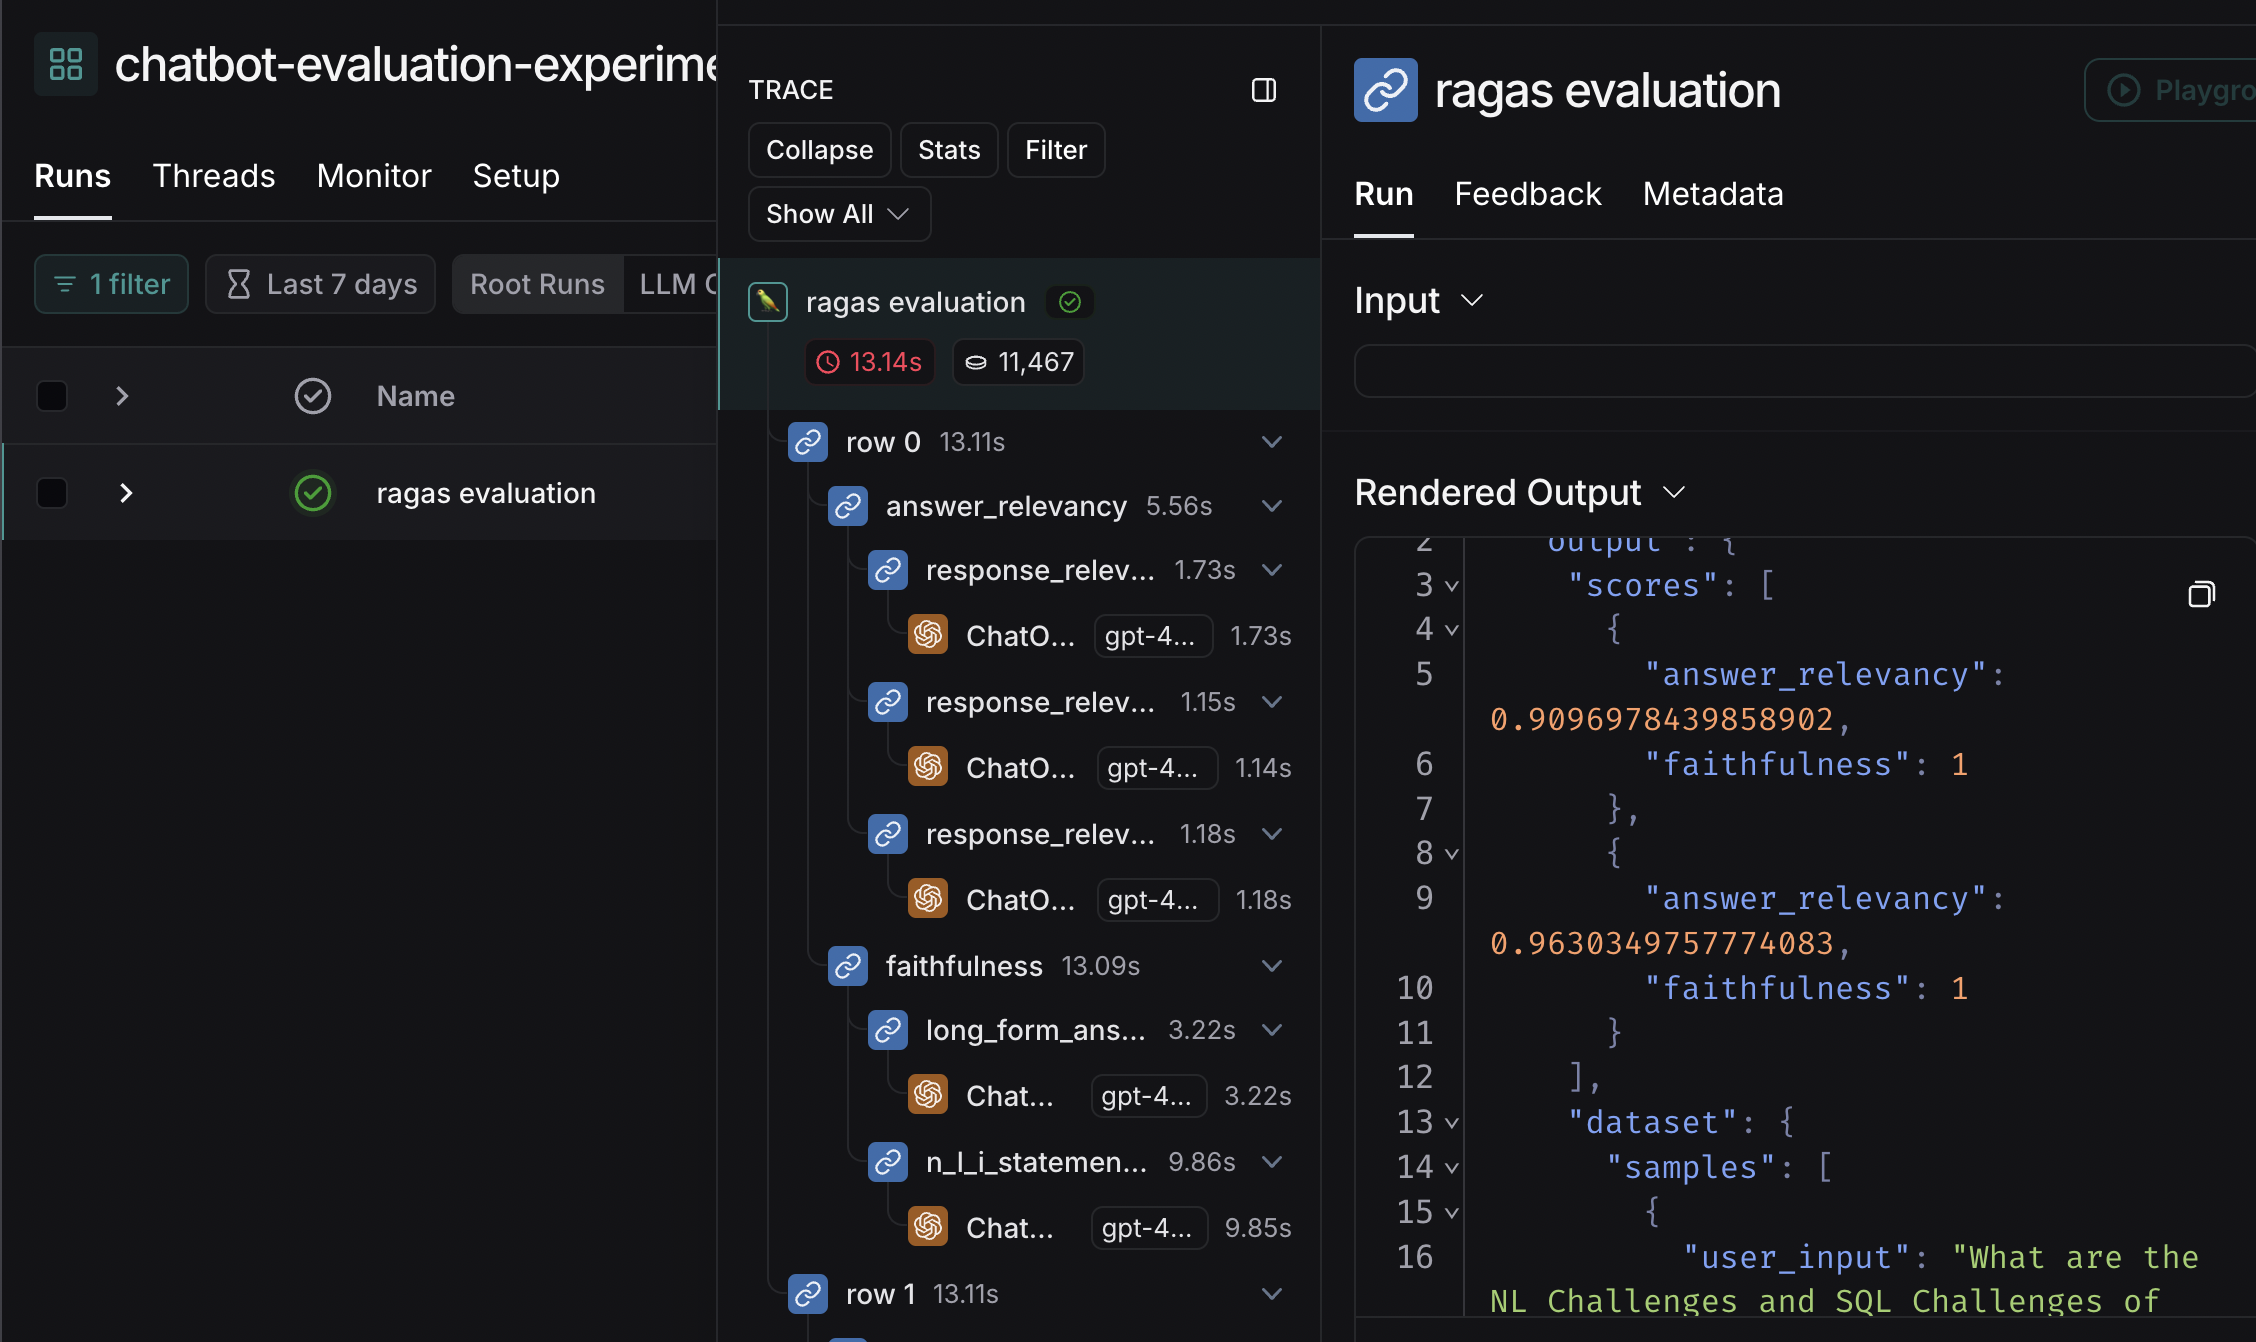 chatbot-evaluation-experime
Runs Threads Monitor Setup
1 filter Last 7 days Root Runs LLM C
Name
ragas evaluation
TRACE
Collapse Stats Filter
Show All
ragas evaluation
13.14s 11,467
row 0 13.11s
answer_relevancy 5.56s
response_relev... 1.73s
ChatO... gpt-4... 1.73s
response_relev... 1.15s
ChatO... gpt-4... 1.14s
response_relev... 1.18s
ChatO... gpt-4... 1.18s
faithfulness 13.09s
long_form_ans... 3.22s
Chat... gpt-4... 3.22s
n_l_i_statemen... 9.86s
Chat... gpt-4... 9.85s
row 1 13.11s
ragas evaluation
Playgro
Run Feedback Metadata
Input
Rendered Output
2 output": {
3 "scores": [
4 {
5 "answer_relevancy":
0.9096978439858902,
6 "faithfulness": 1
7 },
8 {
9 "answer_relevancy":
0.9630349757774083,
10 "faithfulness": 1
11 }
12 ],
13 "dataset": {
14 "samples": [
15 {
16 "user_input": "What are the
NL Challenges and SQL Challenges of